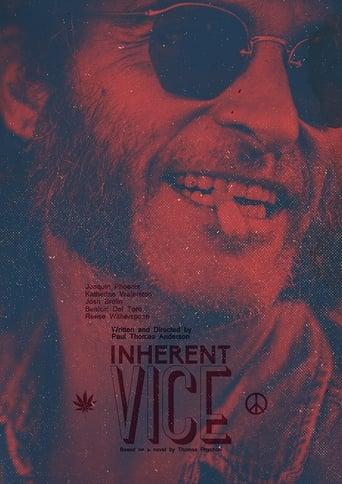 Joaquin Phoenix
Katherine Waterston
Josh Brolin
Benicio Del Toro
Reese Witherspoon
Written and Directed by
Paul Thomas Anderson
INHERENT
VICE
Based on a novel by Thomas Pynchon